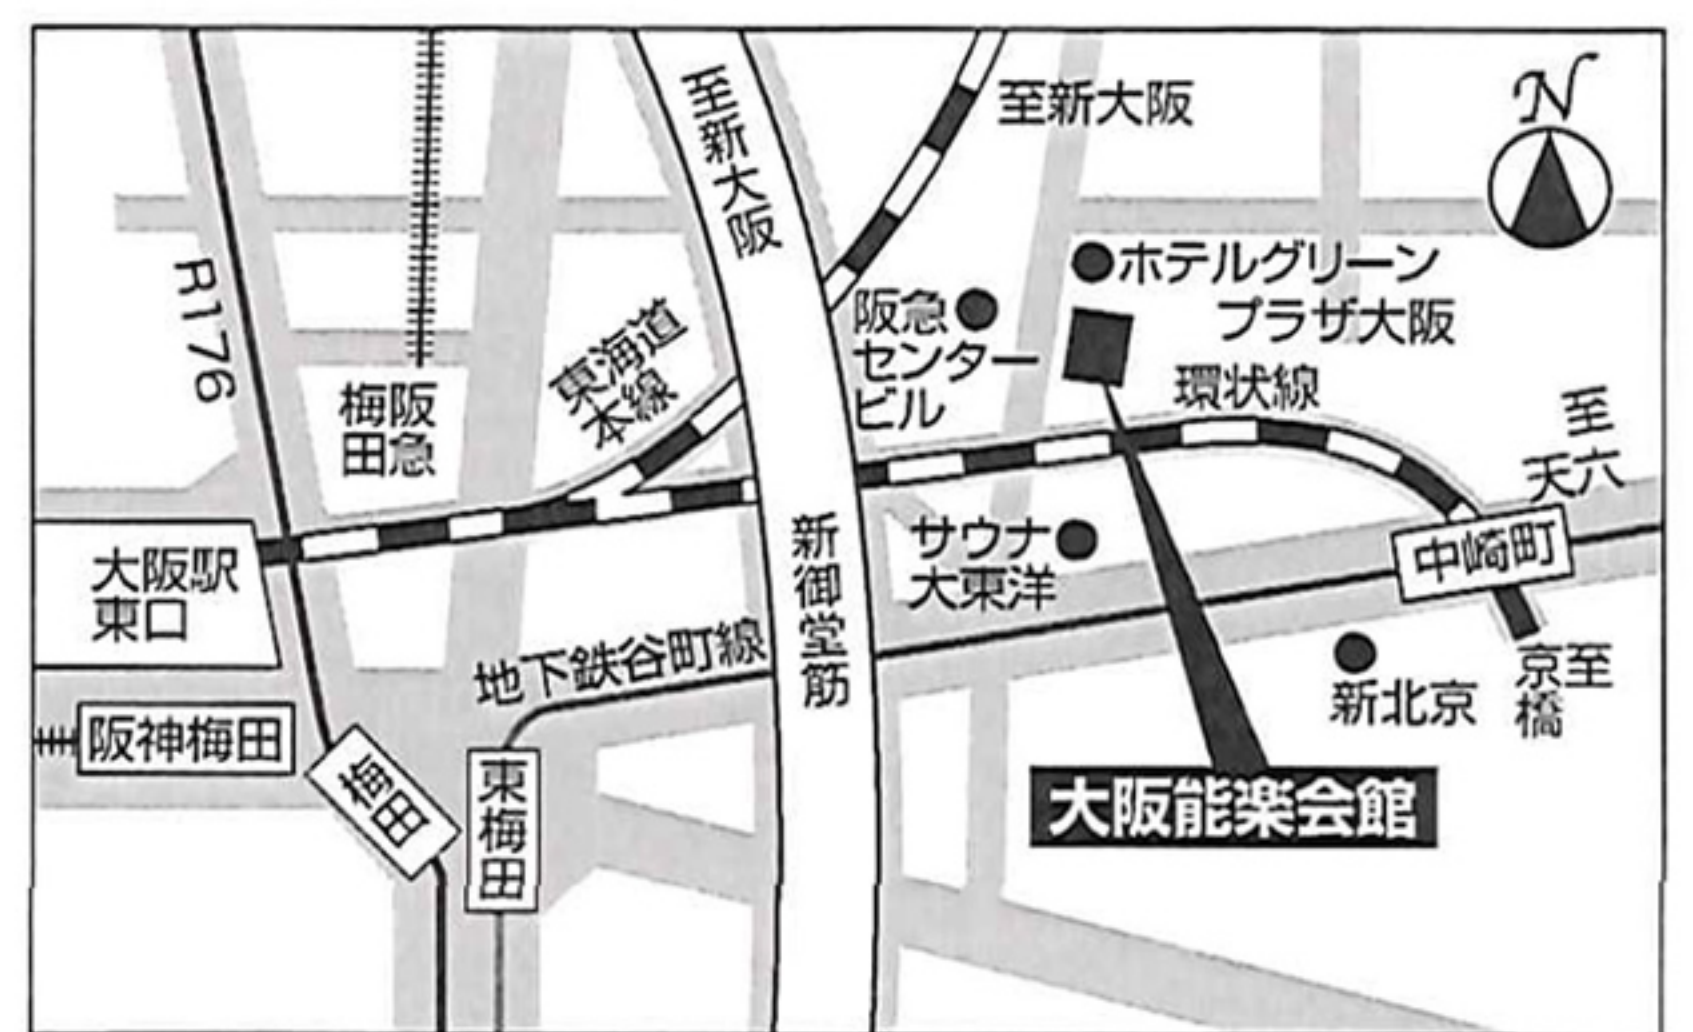 至新大阪
至新大阪
N
R176
ホテルグリーン
プラザ大阪
阪急
センター
ビル
東海道
本線
環状線
阪急
梅田
至
天六
大阪駅
東口
サウナ
大東洋
新御堂筋
中崎町
地下鉄谷町線
新北京
至
京橋
阪神梅田
梅田
東梅田
大阪能楽会館